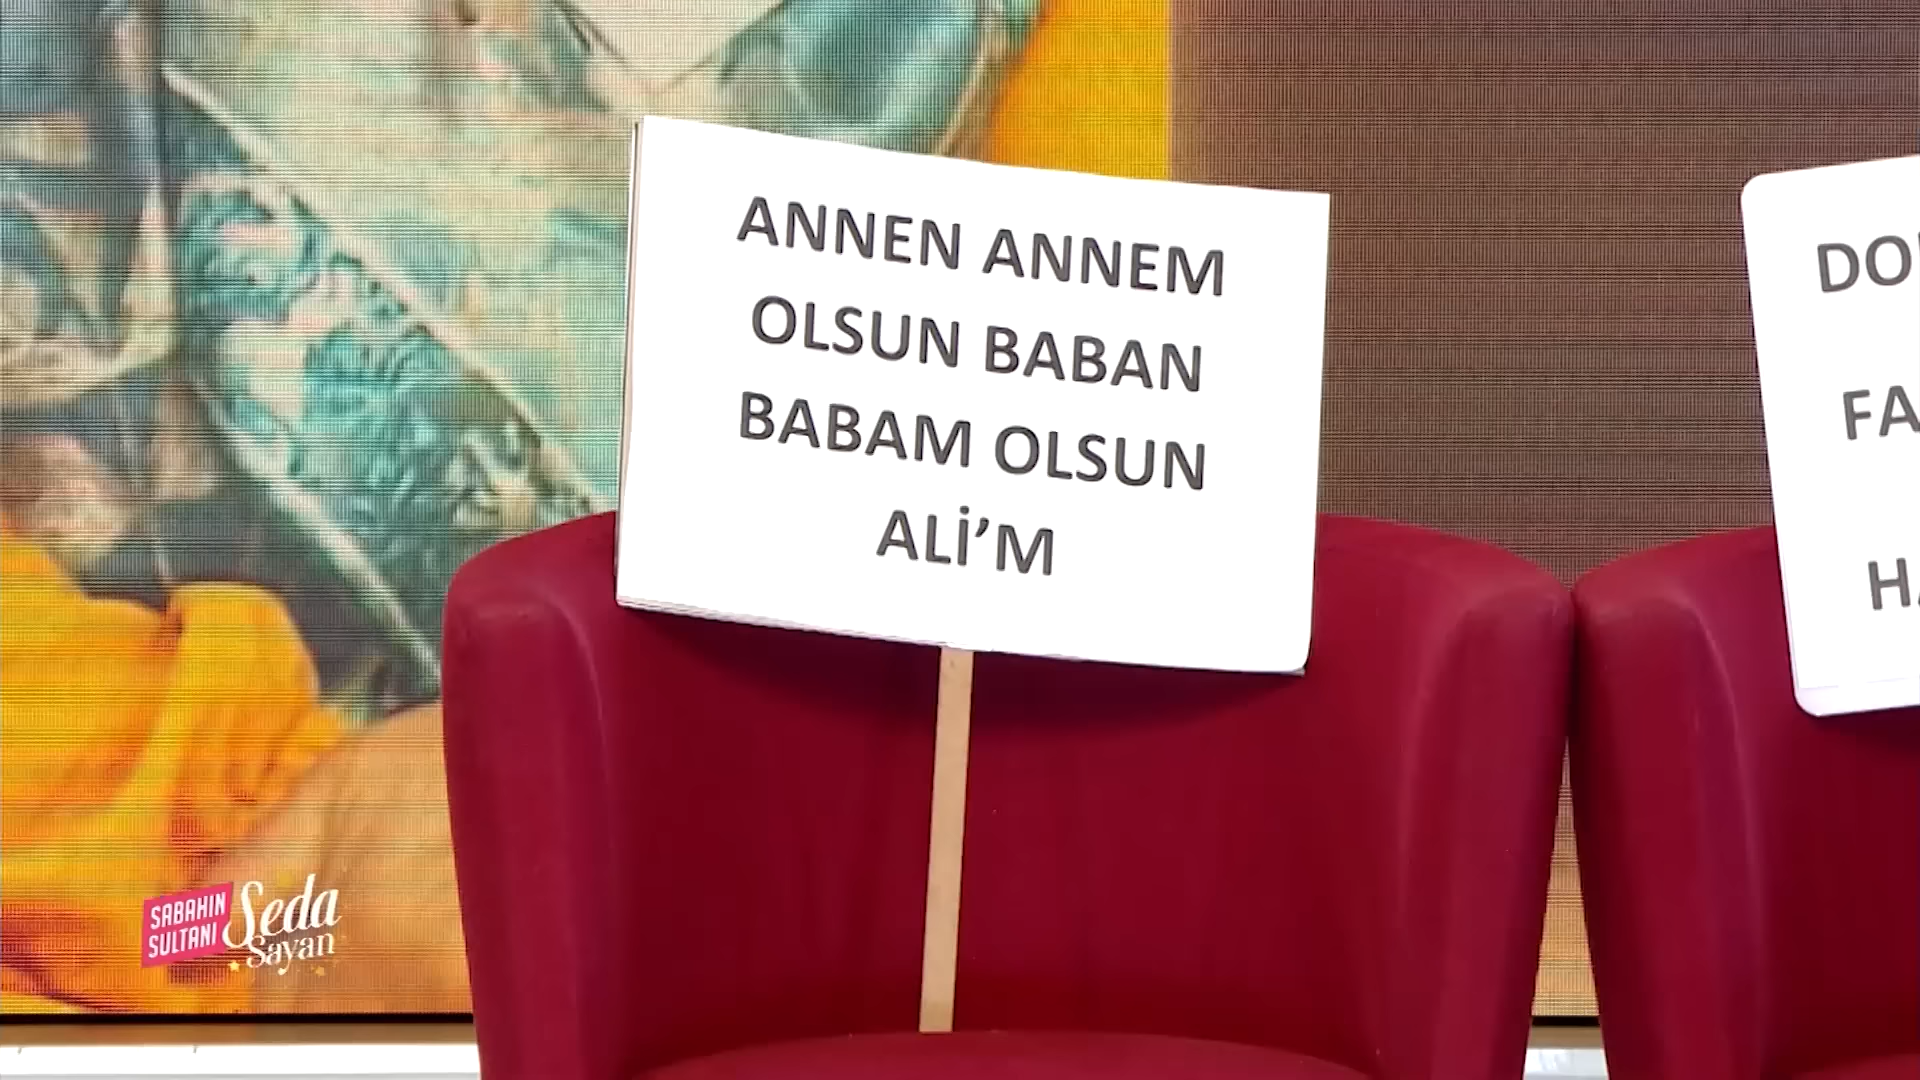 ANNEN ANNEM
OLSUN BABAN
BABAM OLSUN
ALİ'M
SABAHIN
SULTANI
Seda
Sayan